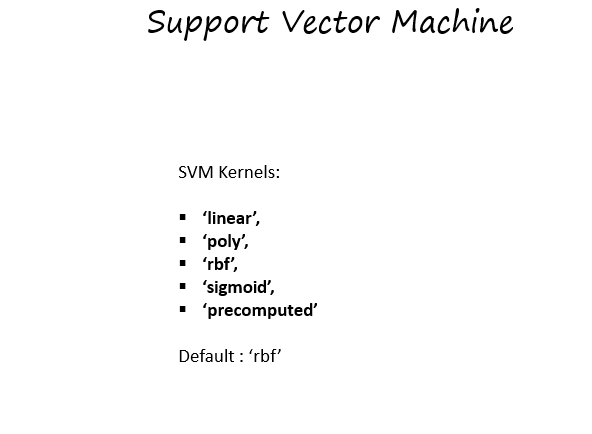 Support Vector Machine
SVM Kernels:
▪ ‘linear’,
▪ ‘poly’,
▪ ‘rbf’,
▪ ‘sigmoid’,
▪ ‘precomputed’
Default : ‘rbf’